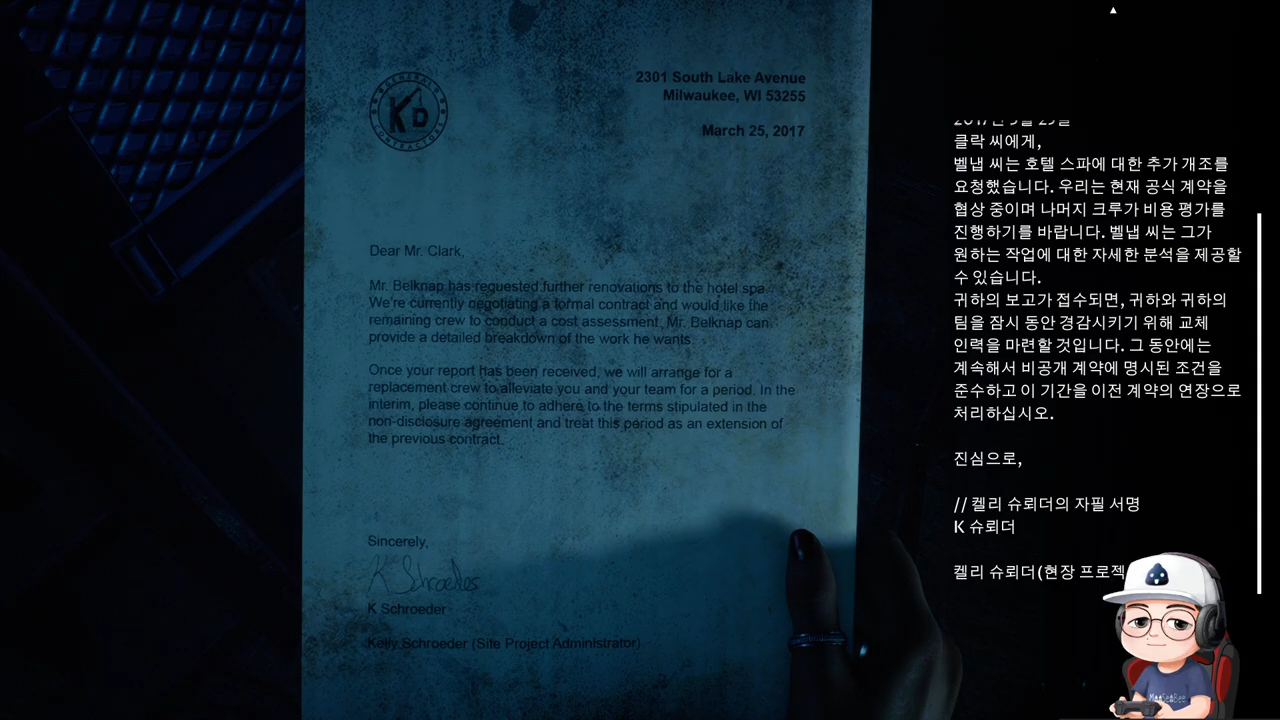 GENERAL
KD
CONTRACTORS
2301 South Lake Avenue
Milwaukee, WI 53255
March 25, 2017
Dear Mr. Clark,
Mr. Belknap has requested further renovations to the hotel spa.
We're currently negotiating a formal contract and would like the
remaining crew to conduct a cost assessment. Mr. Belknap can
provide a detailed breakdown of the work he wants.
Once your report has been received, we will arrange for a
replacement crew to alleviate you and your team for a period. In the
interim, please continue to adhere to the terms stipulated in the
non-disclosure agreement and treat this period as an extension of
the previous contract.
Sincerely,
K Schroeder
K Schroeder
Kelly Schroeder (Site Project Administrator)
클락 씨에게,
벨냅 씨는 호텔 스파에 대한 추가 개조를
요청했습니다. 우리는 현재 공식 계약을
협상 중이며 나머지 크루가 비용 평가를
진행하기를 바랍니다. 벨냅 씨는 그가
원하는 작업에 대한 자세한 분석을 제공할
수 있습니다.
귀하의 보고가 접수되면, 귀하와 귀하의
팀을 잠시 동안 경감시키기 위해 교체
인력을 마련할 것입니다. 그 동안에는
계속해서 비공개 계약에 명시된 조건을
준수하고 이 기간을 이전 계약의 연장으로
처리하십시오.
진심으로,
// 켈리 슈뢰더의 자필 서명
K 슈뢰더
켈리 슈뢰더(현장 프로젝